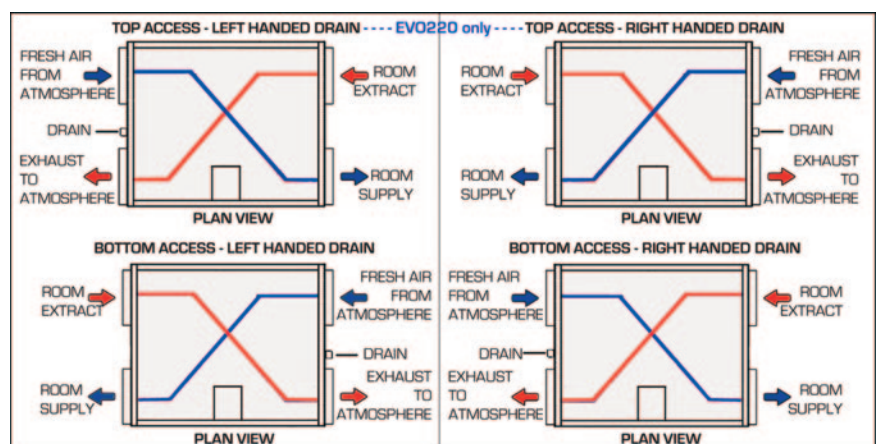 TOP ACCESS - LEFT HANDED DRAIN ---- EVO220 only ---- TOP ACCESS - RIGHT HANDED DRAIN
FRESH AIR
FROM
ATMOSPHERE
ROOM
EXTRACT
DRAIN
EXHAUST
TO
ATMOSPHERE
ROOM
SUPPLY
PLAN VIEW
ROOM
EXTRACT
FRESH AIR
FROM
ATMOSPHERE
DRAIN
ROOM
SUPPLY
EXHAUST
TO
ATMOSPHERE
PLAN VIEW
BOTTOM ACCESS - LEFT HANDED DRAIN
ROOM
EXTRACT
FRESH AIR
FROM
ATMOSPHERE
DRAIN
ROOM
SUPPLY
EXHAUST
TO
ATMOSPHERE
PLAN VIEW
BOTTOM ACCESS - RIGHT HANDED DRAIN
FRESH AIR
FROM
ATMOSPHERE
ROOM
EXTRACT
DRAIN
EXHAUST
TO
ATMOSPHERE
ROOM
SUPPLY
PLAN VIEW